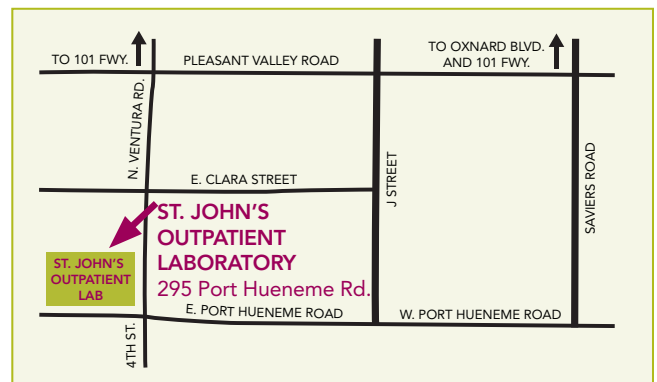 TO 101 FWY.
PLEASANT VALLEY ROAD
TO OXNARD BLVD.
AND 101 FWY.
N. VENTURA RD.
E. CLARA STREET
J STREET
SAVIERS ROAD
ST. JOHN'S
OUTPATIENT
LABORATORY
295 Port Hueneme Rd.
ST. JOHN'S
OUTPATIENT
LAB
E. PORT HUENEME ROAD
W. PORT HUENEME ROAD
4TH ST.